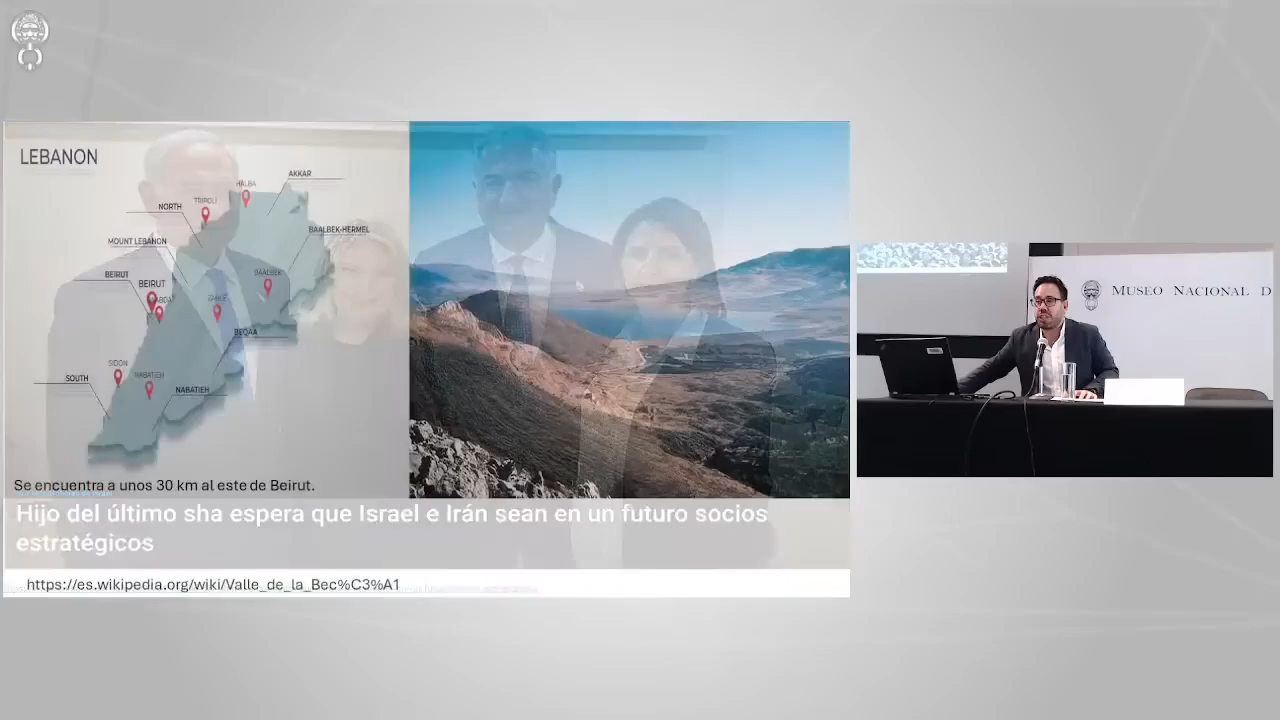 LEBANON
AKKAR
HALBA
TRIPOLI
NORTH
BAALBEK-HERMEL
MOUNT LEBANON
BEIRUT
BAALBEK
BEIRUT
BEQAA
SIDON
NABATIEH
SOUTH
NABATIEH
Se encuentra a unos 30 km al este de Beirut.
Hijo del último sha espera que Israel e Irán sean en un futuro socios
estratégicos
https://es.wikipedia.org/wiki/Valle_de_la_Bec%C3%A1
MUSEO NACIONAL D